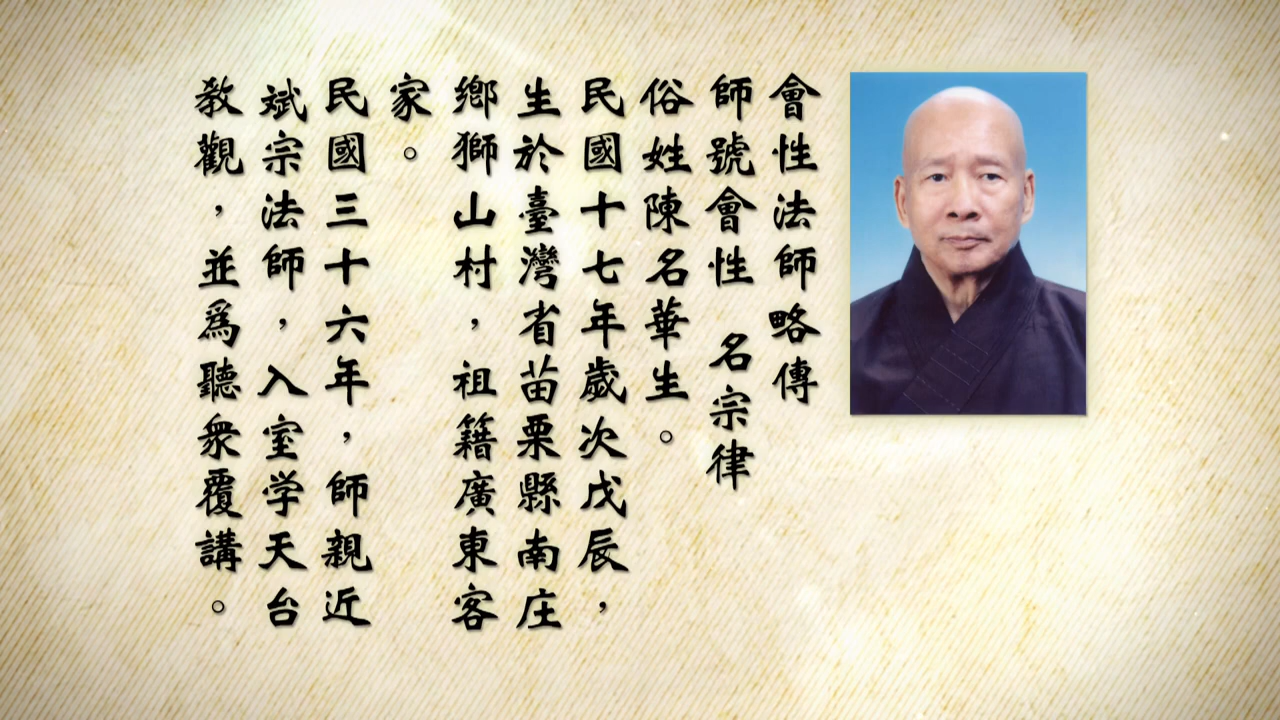 會性法師略傳
師號會性 名宗律
俗姓陳名華生。
民國十七年歲次戊辰，
生於臺灣省苗栗縣南庄
鄉獅山村，祖籍廣東客
家。
民國三十六年，師親近
斌宗法師，入室学天台
教觀，並為聽衆覆講。